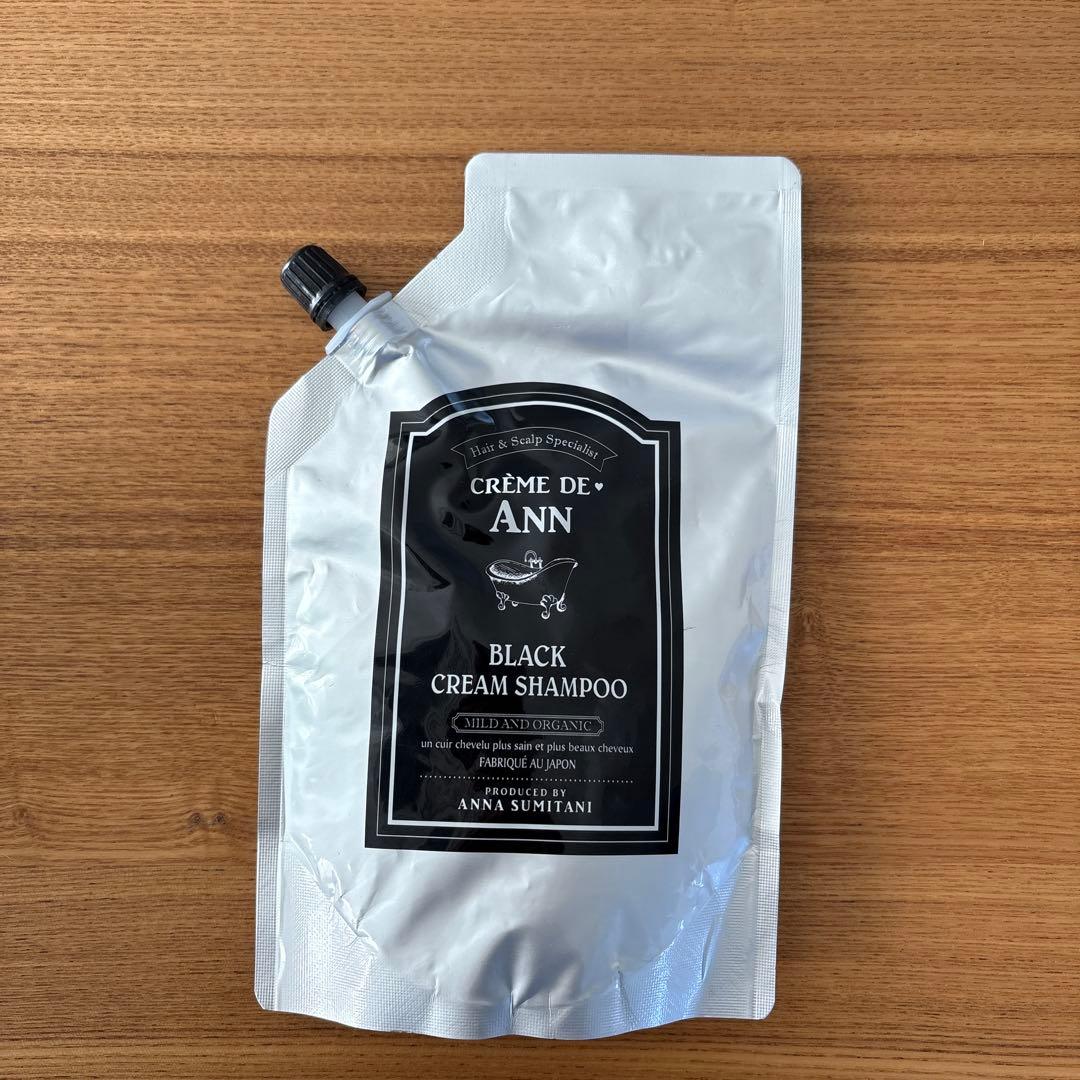 Hair & Scalp Specialist
CRÈME DE♥
ANN
BLACK
CREAM SHAMPOO
MILD AND ORGANIC
un cuir chevelu plus sain et plus beaux cheveux
FABRIQUÉ AU JAPON
PRODUCED BY
ANNA SUMITANI